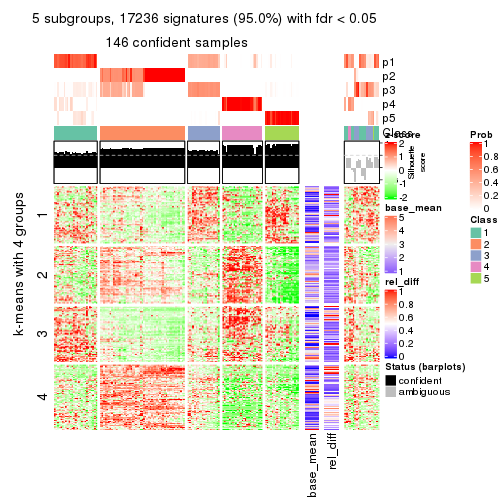 5 subgroups, 17236 signatures (95.0%) with fdr < 0.05
146 confident samples
p1
p2
p3
p4
p5
Class
z-score
2
1
0
-1
-2
Silhouette
score
Prob
1
0.8
0.6
0.4
0.2
0
base_mean
5
4
3
2
1
Class
1
2
3
4
5
rel_diff
1
0.8
0.6
0.4
0.2
0
Status (barplots)
confident
ambiguous
k-means with 4 groups
1
2
3
4
base_mean
rel_diff